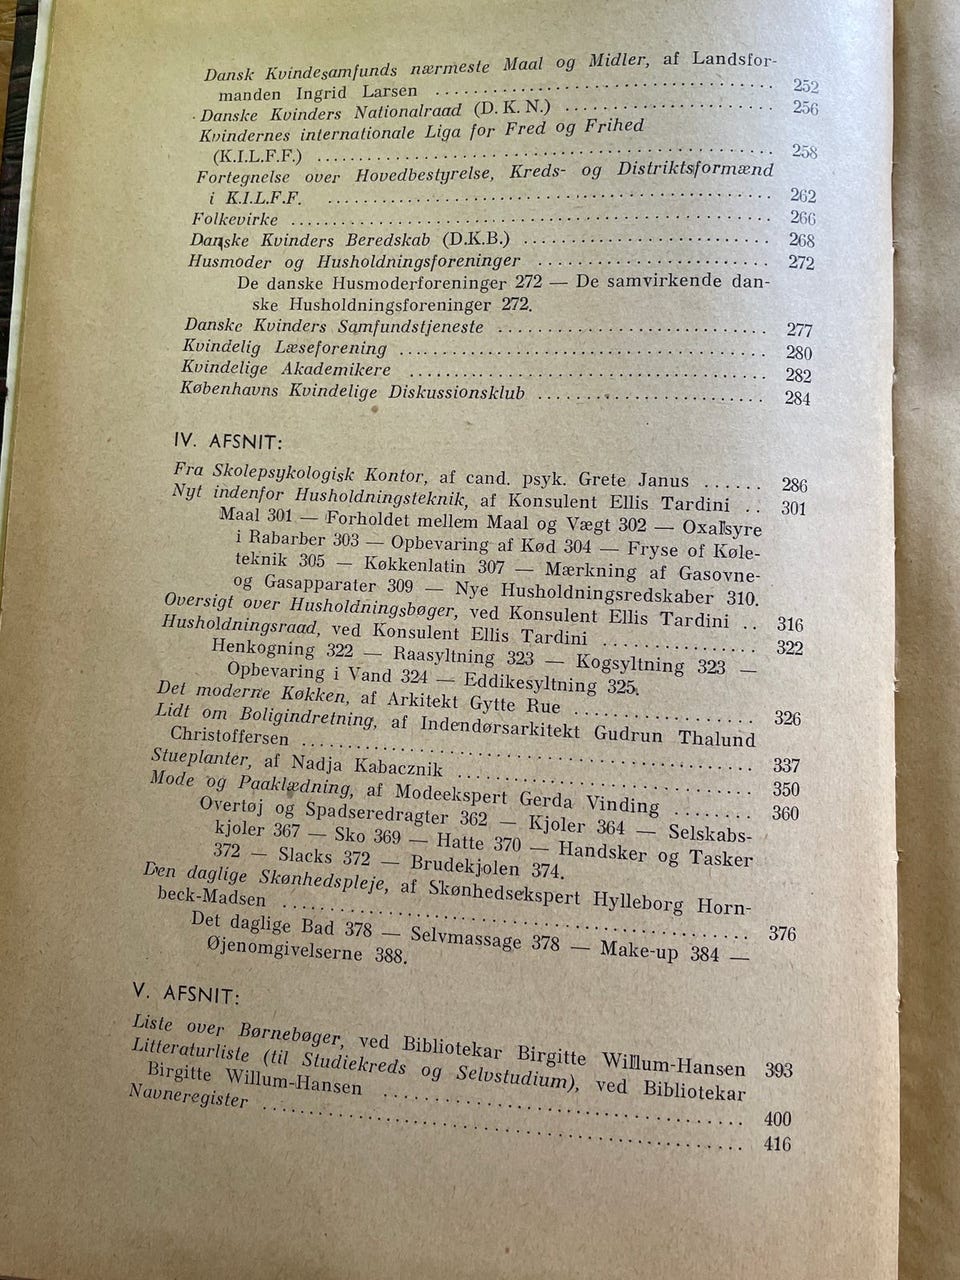 Dansk Kvindesamfunds nærmeste Maal og Midler, af Landsfor-
manden Ingrid Larsen .......................................... 252
Danske Kvinders Nationalraad (D. K. N.) .......................... 256
Kvindernes internationale Liga for Fred og Frihed
(K.I.L.F.F.) .......................................................... 258
Fortegnelse over Hovedbestyrelse, Kreds- og Distriktsformænd
i K.I.L.F.F. .......................................................... 262
Folkevirke .......................................................... 266
Danske Kvinders Beredskab (D.K.B.) ............................ 268
Husmoder og Husholdningsforeninger .......................... 272
De danske Husmoderforeninger 272 — De samvirkende dan-
ske Husholdningsforeninger 272.
Danske Kvinders Samfundstjeneste .............................. 277
Kvindelig Læseforening .......................................... 280
Kvindelige Akademikere .......................................... 282
Københavns Kvindelige Diskussionsklub .......................... 284
IV. AFSNIT:
Fra Skolepsykologisk Kontor, af cand. psyk. Grete Janus ...... 286
Nyt indenfor Husholdningsteknik, af Konsulent Ellis Tardini .. 301
Maal 301 — Forholdet mellem Maal og Vægt 302 — Oxalsyre
i Rabarber 303 — Opbevaring af Kød 304 — Fryse of Køle-
teknik 305 — Køkkenlatin 307 — Mærkning af Gasovne-
og Gasapparater 309 — Nye Husholdningsredskaber 310.
Oversigt over Husholdningsbøger, ved Konsulent Ellis Tardini .. 316
Husholdningsraad, ved Konsulent Ellis Tardini .................. 322
Henkogning 322 — Raasyltning 323 — Kogsyltning 323 —
Opbevaring i Vand 324 — Eddikesyltning 325.
Det moderne Køkken, af Arkitekt Gytte Rue .................... 326
Lidt om Boligindretning, af Indendørsarkitekt Gudrun Thalund
Christoffersen ...................................................... 337
Stueplanter, af Nadja Kabacznik .................................. 350
Mode og Paaklædning, af Modeekspert Gerda Vinding ........ 360
Overtøj og Spadseredragter 362 — Kjoler 364 — Selskabs-
kjoler 367 — Sko 369 — Hatte 370 — Handsker og Tasker
372 — Slacks 372 — Brudekjolen 374.
Den daglige Skønhedspleje, af Skønhedsekspert Hylleborg Horn-
beck-Madsen ........................................................ 376
Det daglige Bad 378 — Selvmassage 378 — Make-up 384 —
Øjenomgivelserne 388.
V. AFSNIT:
Liste over Børnebøger, ved Bibliotekar Birgitte Willum-Hansen 393
Litteraturliste (til Studiekreds og Selvstudium), ved Bibliotekar
Birgitte Willum-Hansen .......................................... 400
Navneregister ...................................................... 416